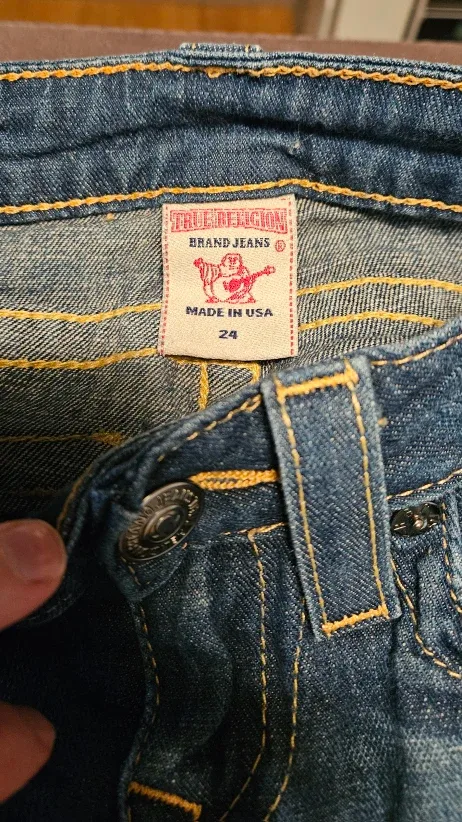 TRUE RELIGION
BRAND JEANS ®
MADE IN USA
24